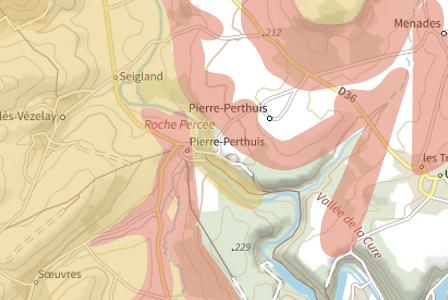 212
Menades
Seigland
D36
lès Vézelay
Pierre-Perthuis
Roche Percée
Pierre-Perthuis
les Tr
U
Vallée de la Cure
229
Sœuvres